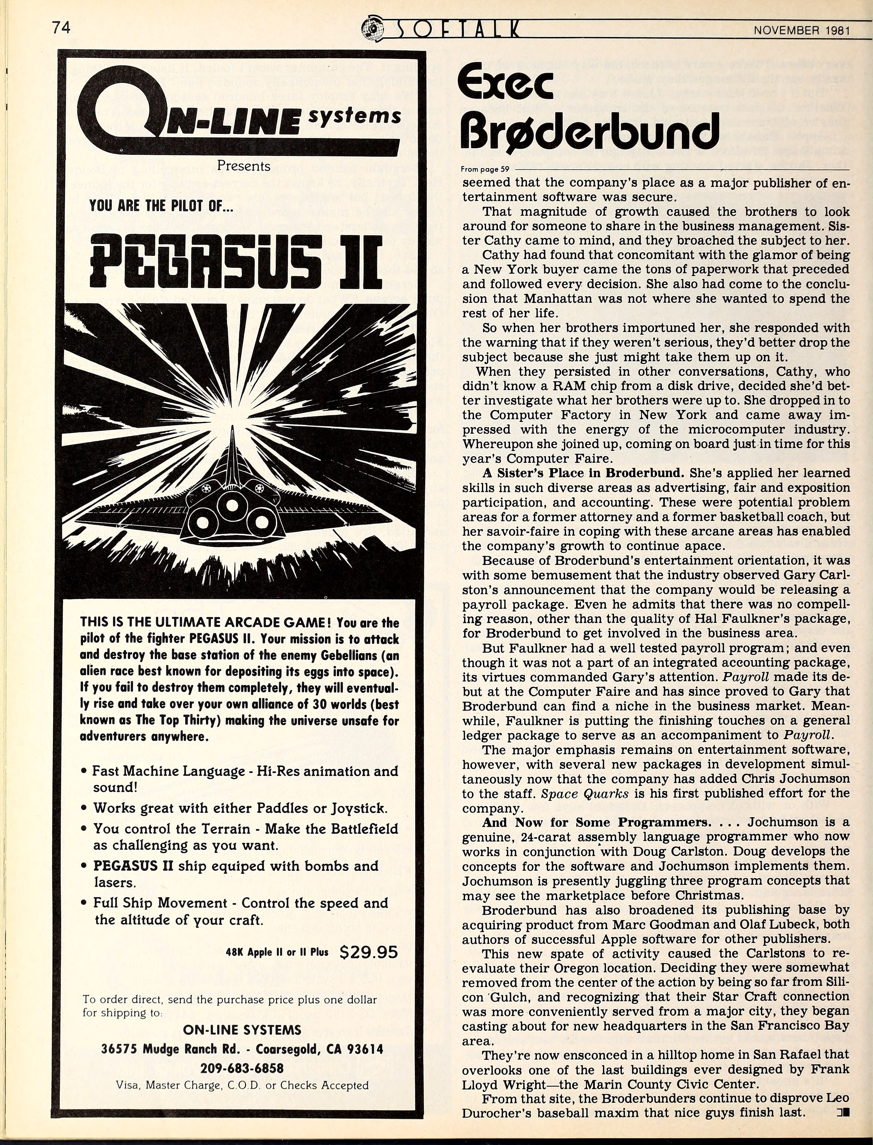 74
SOFTALK
NOVEMBER 1981
ON-LINE systems
Presents
YOU ARE THE PILOT OF...
PEGASUS II
THIS IS THE ULTIMATE ARCADE GAME! You are the
pilot of the fighter PEGASUS II. Your mission is to attack
and destroy the base station of the enemy Gebellians (an
alien race best known for depositing its eggs into space).
If you fail to destroy them completely, they will eventual-
ly rise and take over your own alliance of 30 worlds (best
known as The Top Thirty) making the universe unsafe for
adventurers anywhere.
• Fast Machine Language - Hi-Res animation and
sound!
• Works great with either Paddles or Joystick.
• You control the Terrain - Make the Battlefield
as challenging as you want.
• PEGASUS II ship equiped with bombs and
lasers.
• Full Ship Movement - Control the speed and
the altitude of your craft.
48K Apple II or II Plus $29.95
To order direct, send the purchase price plus one dollar
for shipping to:
ON-LINE SYSTEMS
36575 Mudge Ranch Rd. - Coarsegold, CA 93614
209-683-6858
Visa, Master Charge, C.O.D. or Checks Accepted
Exec
Brøderbund
From page 59
seemed that the company's place as a major publisher of en-
tertainment software was secure.
That magnitude of growth caused the brothers to look
around for someone to share in the business management. Sis-
ter Cathy came to mind, and they broached the subject to her.
Cathy had found that concomitant with the glamor of being
a New York buyer came the tons of paperwork that preceded
and followed every decision. She also had come to the conclu-
sion that Manhattan was not where she wanted to spend the
rest of her life.
So when her brothers importuned her, she responded with
the warning that if they weren't serious, they'd better drop the
subject because she just might take them up on it.
When they persisted in other conversations, Cathy, who
didn't know a RAM chip from a disk drive, decided she'd bet-
ter investigate what her brothers were up to. She dropped in to
the Computer Factory in New York and came away im-
pressed with the energy of the microcomputer industry.
Whereupon she joined up, coming on board just in time for this
year's Computer Faire.
A Sister's Place in Broderbund. She's applied her learned
skills in such diverse areas as advertising, fair and exposition
participation, and accounting. These were potential problem
areas for a former attorney and a former basketball coach, but
her savoir-faire in coping with these arcane areas has enabled
the company's growth to continue apace.
Because of Broderbund's entertainment orientation, it was
with some bemusement that the industry observed Gary Carl-
ston's announcement that the company would be releasing a
payroll package. Even he admits that there was no compell-
ing reason, other than the quality of Hal Faulkner's package,
for Broderbund to get involved in the business area.
But Faulkner had a well tested payroll program; and even
though it was not a part of an integrated accounting package,
its virtues commanded Gary's attention. Payroll made its de-
but at the Computer Faire and has since proved to Gary that
Broderbund can find a niche in the business market. Mean-
while, Faulkner is putting the finishing touches on a general
ledger package to serve as an accompaniment to Payroll.
The major emphasis remains on entertainment software,
however, with several new packages in development simul-
taneously now that the company has added Chris Jochumson
to the staff. Space Quarks is his first published effort for the
company.
And Now for Some Programmers. . . . Jochumson is a
genuine, 24-carat assembly language programmer who now
works in conjunction with Doug Carlston. Doug develops the
concepts for the software and Jochumson implements them.
Jochumson is presently juggling three program concepts that
may see the marketplace before Christmas.
Broderbund has also broadened its publishing base by
acquiring product from Marc Goodman and Olaf Lubeck, both
authors of successful Apple software for other publishers.
This new spate of activity caused the Carlstons to re-
evaluate their Oregon location. Deciding they were somewhat
removed from the center of the action by being so far from Sili-
con Gulch, and recognizing that their Star Craft connection
was more conveniently served from a major city, they began
casting about for new headquarters in the San Francisco Bay
area.
They're now ensconced in a hilltop home in San Rafael that
overlooks one of the last buildings ever designed by Frank
Lloyd Wright—the Marin County Civic Center.
From that site, the Broderbunders continue to disprove Leo
Durocher's baseball maxim that nice guys finish last.